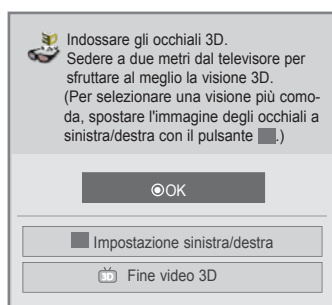 Indossare gli occhiali 3D.
Sedere a due metri dal televisore per
sfruttare al meglio la visione 3D.
(Per selezionare una visione più como-
da, spostare l'immagine degli occhiali a
sinistra/destra con il pulsante .)
OK
Impostazione sinistra/destra
3D Fine video 3D